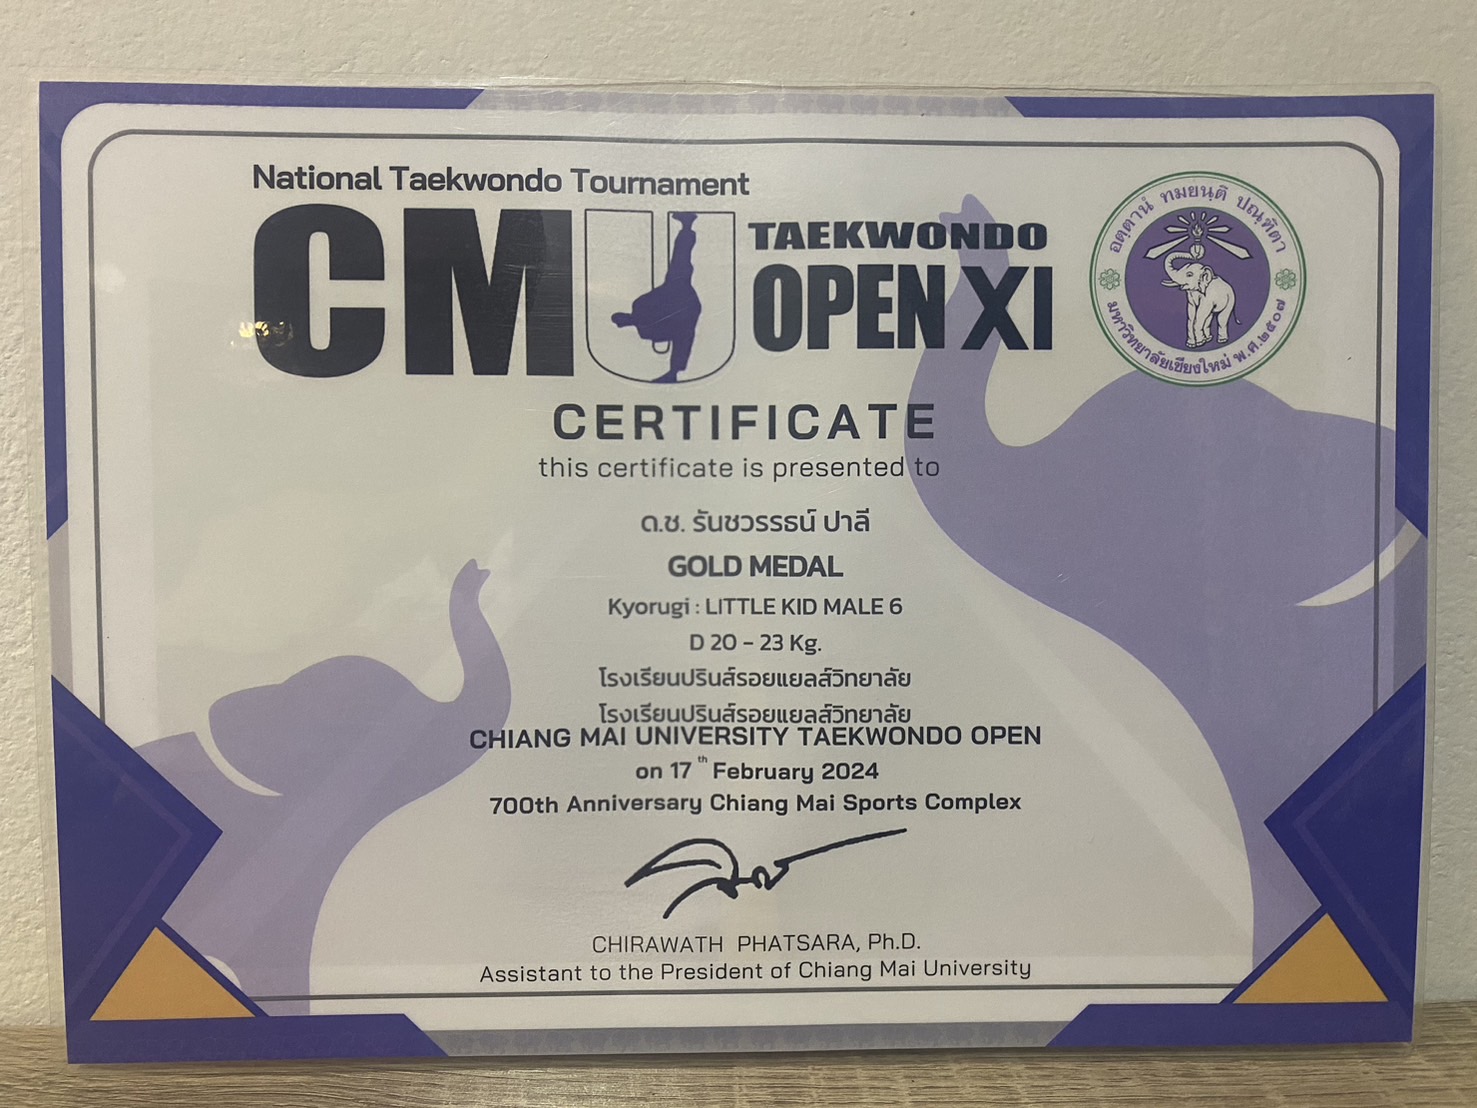 National Taekwondo Tournament
CMU TAEKWONDO
OPEN XI
อตฺตานํ ทมยนฺติ ปณฺฑิตา
มหาวิทยาลัยเชียงใหม่ พ.ศ.๒๕๐๗
CERTIFICATE
this certificate is presented to
ด.ช. รันชวรรธน์ ปาลี
GOLD MEDAL
Kyorugi : LITTLE KID MALE 6
D 20 - 23 Kg.
โรงเรียนปรินส์รอยแยลส์วิทยาลัย
โรงเรียนปรินส์รอยแยลส์วิทยาลัย
CHIANG MAI UNIVERSITY TAEKWONDO OPEN
on 17th February 2024
700th Anniversary Chiang Mai Sports Complex
CHIRAWATH PHATSARA, Ph.D.
Assistant to the President of Chiang Mai University